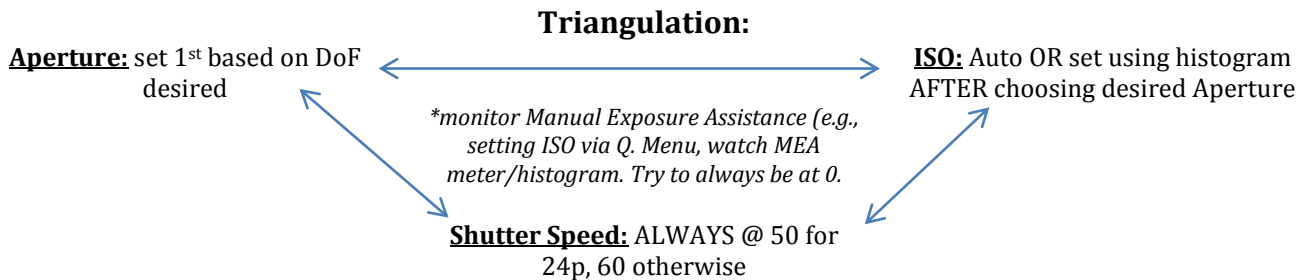 Triangulation:
Aperture: set 1st based on DoF
desired
ISO: Auto OR set using histogram
AFTER choosing desired Aperture
*monitor Manual Exposure Assistance (e.g.,
setting ISO via Q. Menu, watch MEA
meter/histogram. Try to always be at 0.
Shutter Speed: ALWAYS @ 50 for
24p, 60 otherwise